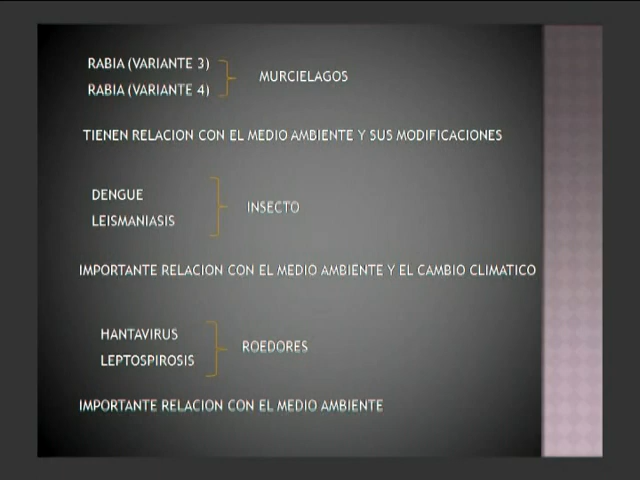 RABIA (VARIANTE 3)
RABIA (VARIANTE 4)
MURCIELAGOS
TIENEN RELACION CON EL MEDIO AMBIENTE Y SUS MODIFICACIONES
DENGUE
LEISMANIASIS
INSECTO
IMPORTANTE RELACION CON EL MEDIO AMBIENTE Y EL CAMBIO CLIMATICO
HANTAVIRUS
LEPTOSPIROSIS
ROEDORES
IMPORTANTE RELACION CON EL MEDIO AMBIENTE